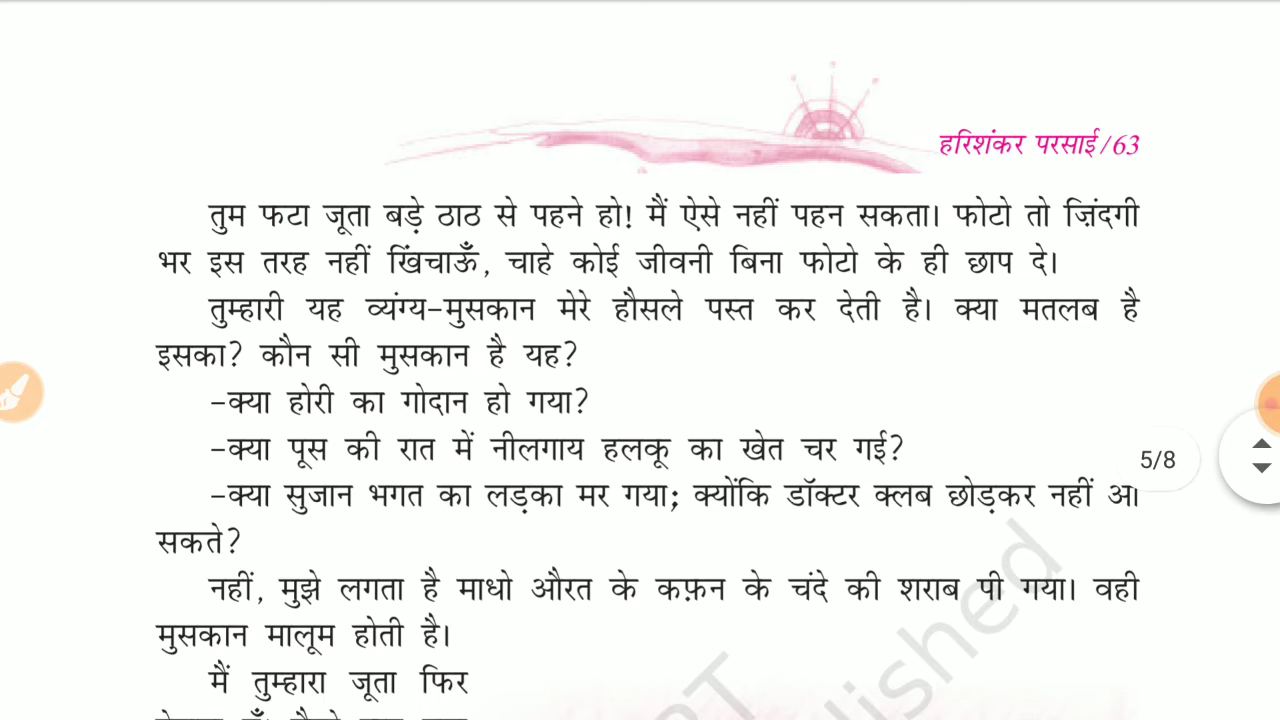 हरिशंकर परसाई/63
तुम फटा जूता बड़े ठाठ से पहने हो! मैं ऐसे नहीं पहन सकता। फोटो तो ज़िंदगी
भर इस तरह नहीं खिंचाऊँ, चाहे कोई जीवनी बिना फोटो के ही छाप दे।
तुम्हारी यह व्यंग्य-मुसकान मेरे हौसले पस्त कर देती है। क्या मतलब है
इसका? कौन सी मुसकान है यह?
-क्या होरी का गोदान हो गया?
-क्या पूस की रात में नीलगाय हलकू का खेत चर गई?
5/8
-क्या सुजान भगत का लड़का मर गया; क्योंकि डॉक्टर क्लब छोड़कर नहीं आ
सकते?
नहीं, मुझे लगता है माधो औरत के कफ़न के चंदे की शराब पी गया। वही
मुसकान मालूम होती है।
मैं तुम्हारा जूता फिर